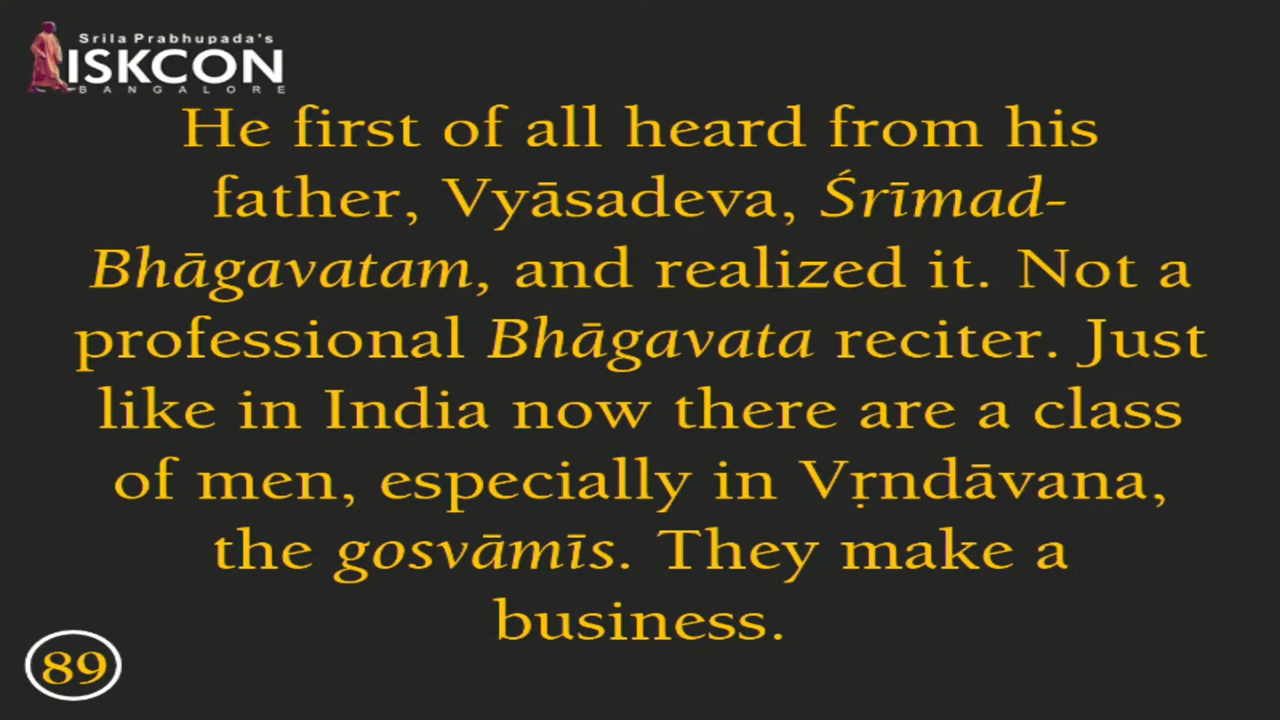 Srila Prabhupada's
ISKCON
BANGALORE
He first of all heard from his
father, Vyāsadeva, Śrīmad-
Bhāgavatam, and realized it. Not a
professional Bhāgavata reciter. Just
like in India now there are a class
of men, especially in Vṛndāvana,
the gosvāmīs. They make a
business.
89